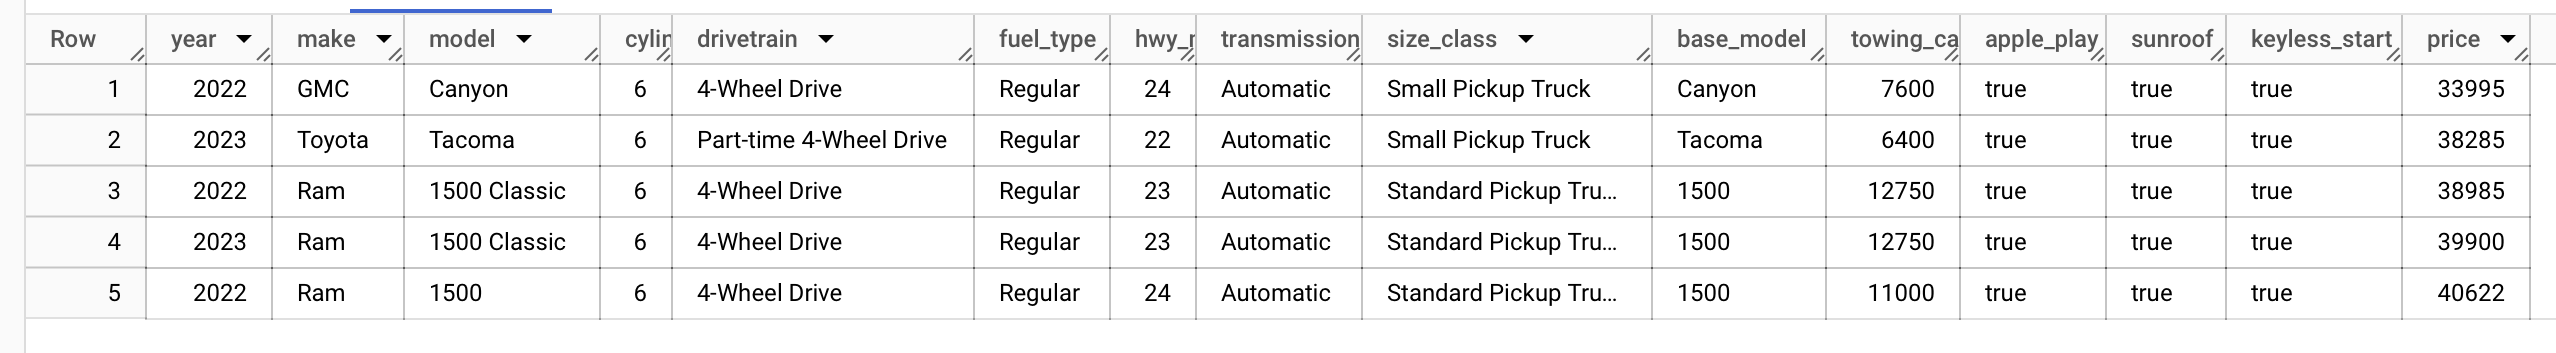 Row year make model cylin drivetrain fuel_type hwy_r transmission size_class base_model towing_ca apple_play sunroof keyless_start price
1 2022 GMC Canyon 6 4-Wheel Drive Regular 24 Automatic Small Pickup Truck Canyon 7600 true true true 33995
2 2023 Toyota Tacoma 6 Part-time 4-Wheel Drive Regular 22 Automatic Small Pickup Truck Tacoma 6400 true true true 38285
3 2022 Ram 1500 Classic 6 4-Wheel Drive Regular 23 Automatic Standard Pickup Tru... 1500 12750 true true true 38985
4 2023 Ram 1500 Classic 6 4-Wheel Drive Regular 23 Automatic Standard Pickup Tru... 1500 12750 true true true 39900
5 2022 Ram 1500 6 4-Wheel Drive Regular 24 Automatic Standard Pickup Tru... 1500 11000 true true true 40622